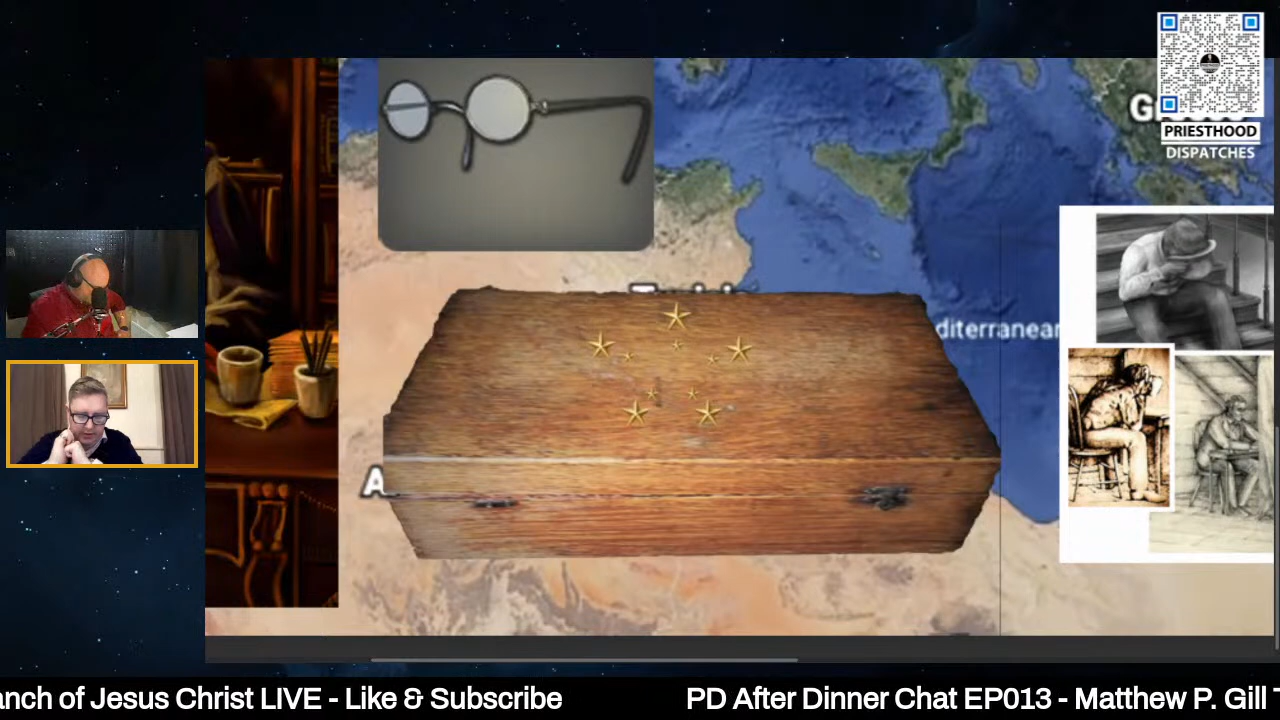 PRIESTHOOD
DISPATCHES
diterranean
A
anch of Jesus Christ LIVE - Like & Subscribe
PD After Dinner Chat EP013 - Matthew P. Gill T